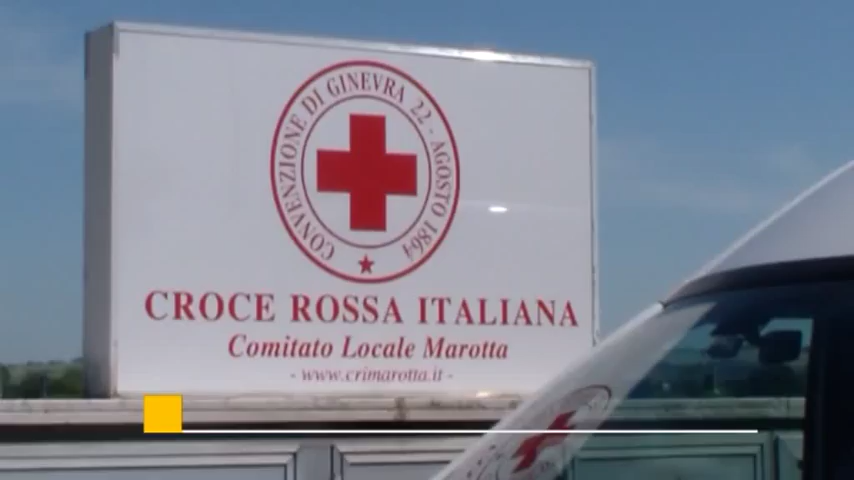 CONVENZIONE DI GINEVRA 22 - AGOSTO 1864
CROCE ROSSA ITALIANA
Comitato Locale Marotta
- www.crimarotta.it -